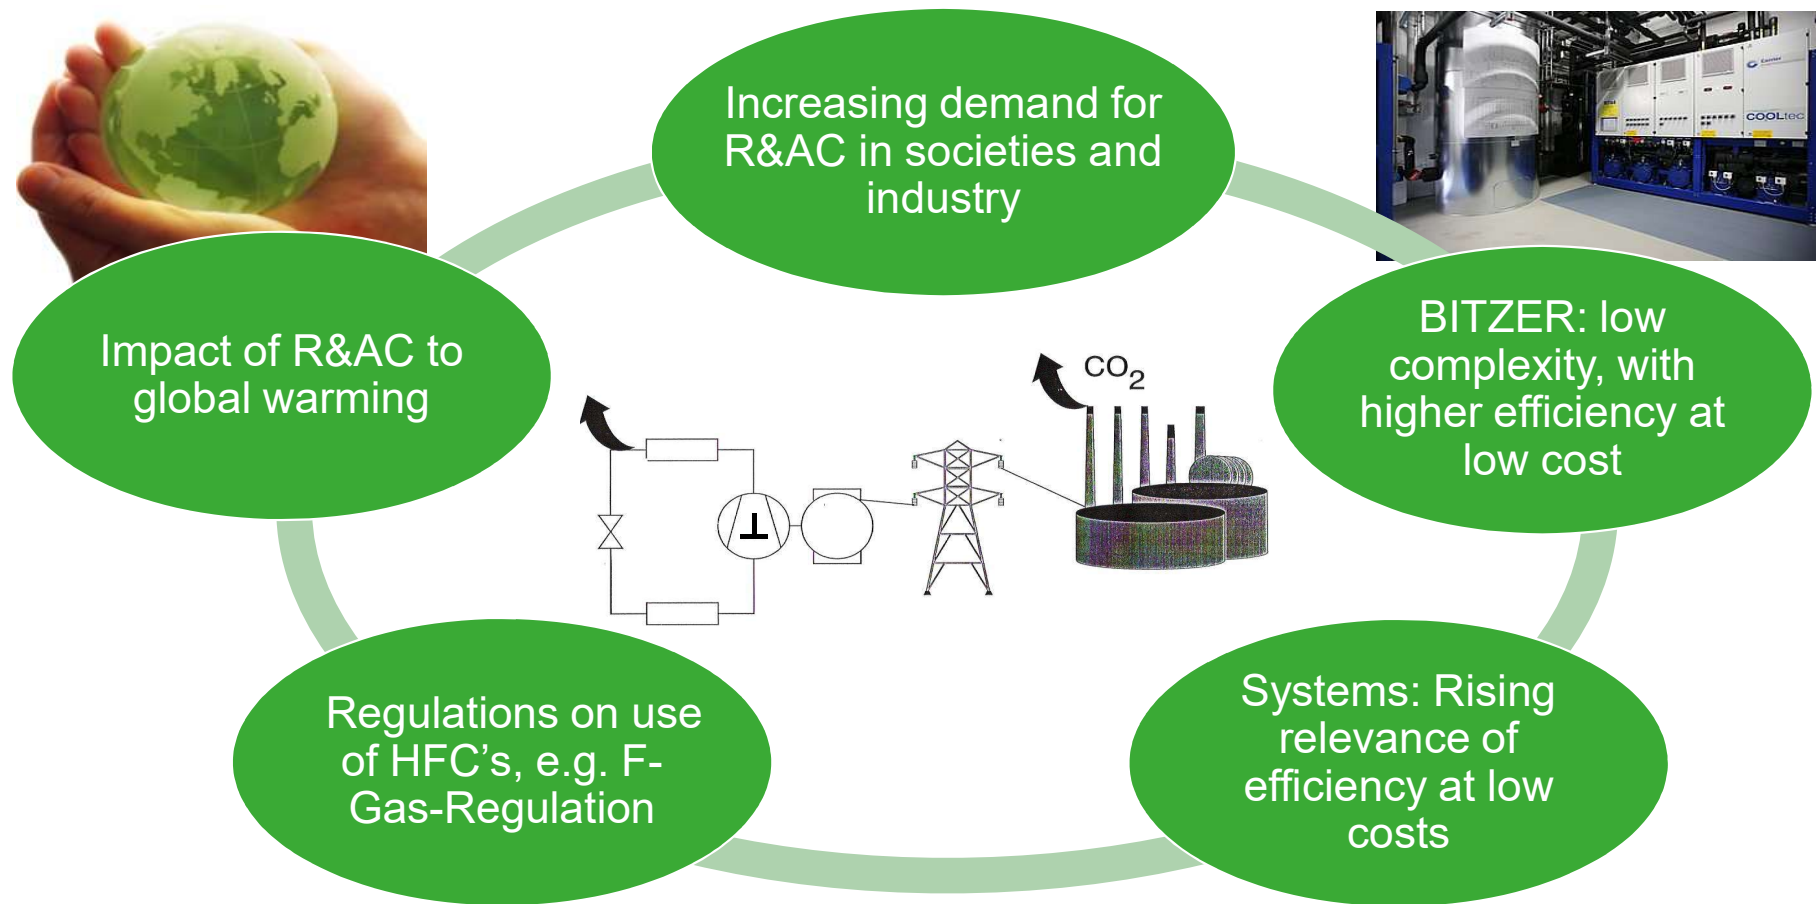 Increasing demand for
R&AC in societies and
industry
Carrier
COOLtec
Impact of R&AC to
global warming
BITZER: low
complexity, with
higher efficiency at
low cost
CO2
Regulations on use
of HFC’s, e.g. F-
Gas-Regulation
Systems: Rising
relevance of
efficiency at low
costs